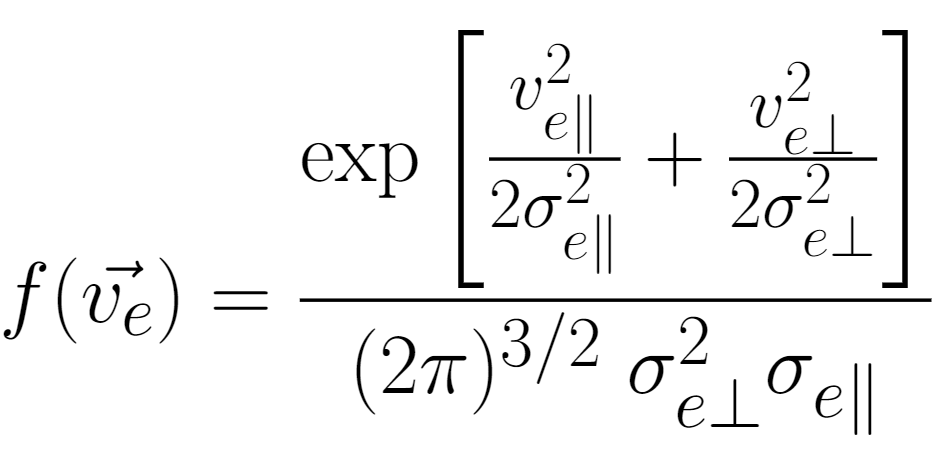 f(\vec{v_e}) = \frac{\exp\left[\frac{v_{e\parallel}^2}{2\sigma_{e\parallel}^2} + \frac{v_{e\perp}^2}{2\sigma_{e\perp}^2}\right]}{(2\pi)^{3/2} \, \sigma_{e\perp}^2 \sigma_{e\parallel}}